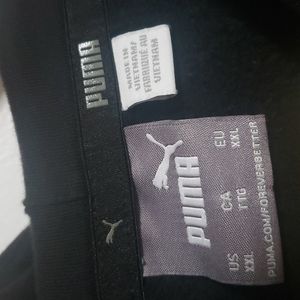 PUMA
MADE IN
VIETNAM/
FABRIQUÉ AU
VIETNAM
PUMA
US CA EU
XXL TTG XXL
PUMA.COM/FOREVERBETTER